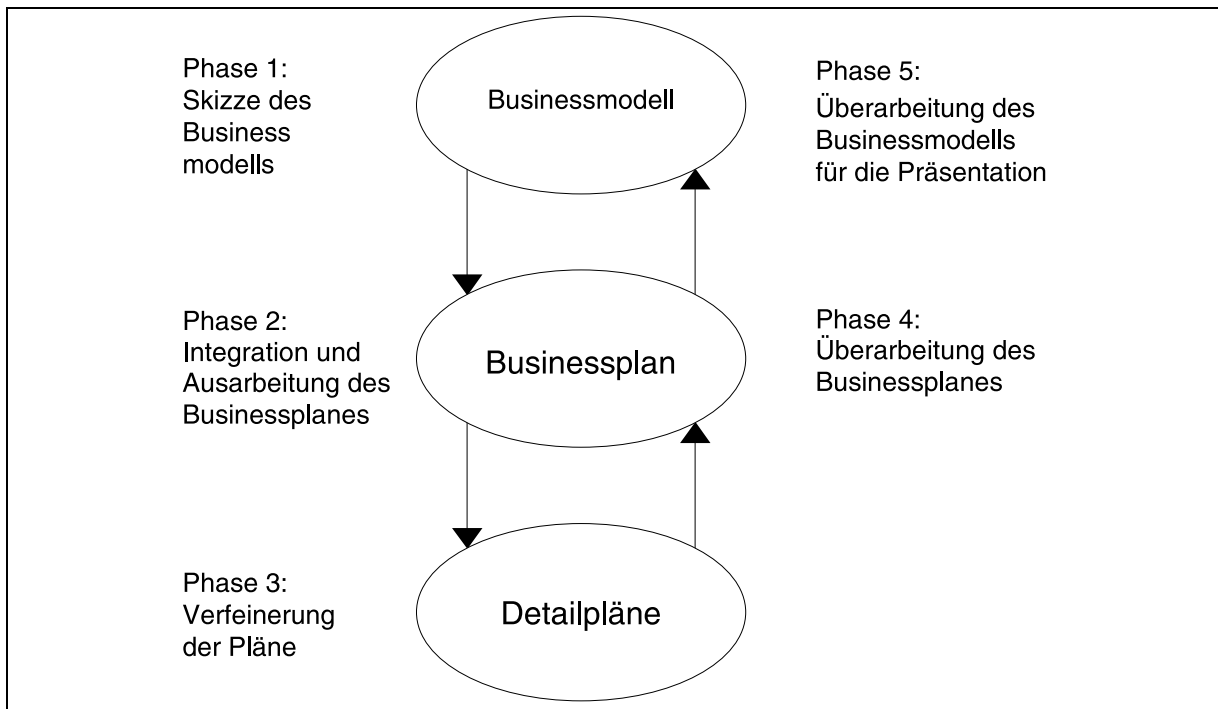 Phase 1:
Skizze des
Business
modells
Businessmodell
Phase 5:
Überarbeitung des
Businessmodells
für die Präsentation
Phase 2:
Integration und
Ausarbeitung des
Businessplanes
Businessplan
Phase 4:
Überarbeitung des
Businessplanes
Phase 3:
Verfeinerung
der Pläne
Detailpläne